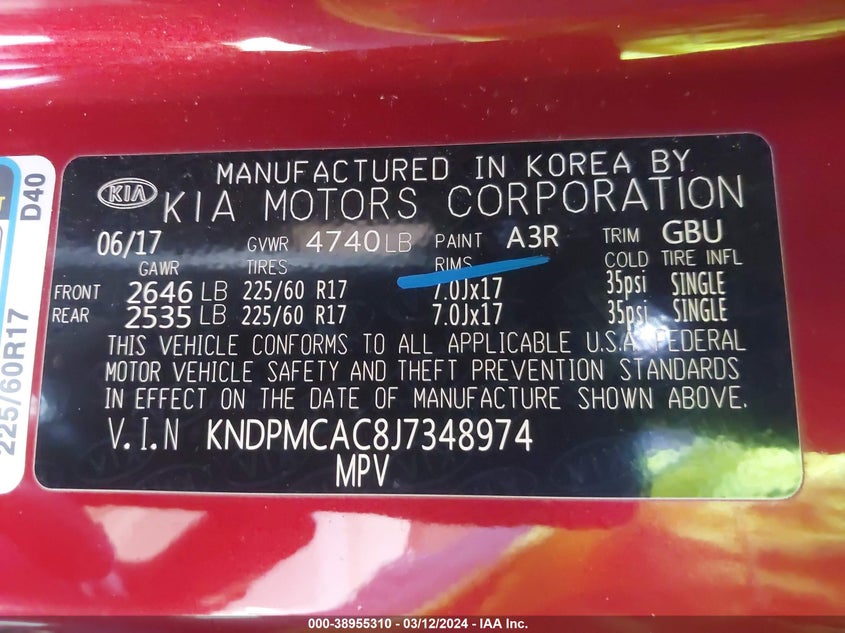 MANUFACTURED IN KOREA BY
KIA KIA MOTORS CORPORATION
06/17 GVWR 4740 LB PAINT A3R TRIM GBU
GAWR TIRES RIMS COLD TIRE INFL
FRONT 2646 LB 225/60 R17 7.0Jx17 35psi SINGLE
REAR 2535 LB 225/60 R17 7.0Jx17 35psi SINGLE
THIS VEHICLE CONFORMS TO ALL APPLICABLE U.S.A. FEDERAL
MOTOR VEHICLE SAFETY AND THEFT PREVENTION STANDARDS
IN EFFECT ON THE DATE OF MANUFACTURE SHOWN ABOVE.
V.I.N KNDPMCAC8J7348974
MPV
225/60R17 D40
000-38955310 - 03/12/2024 - IAA Inc.